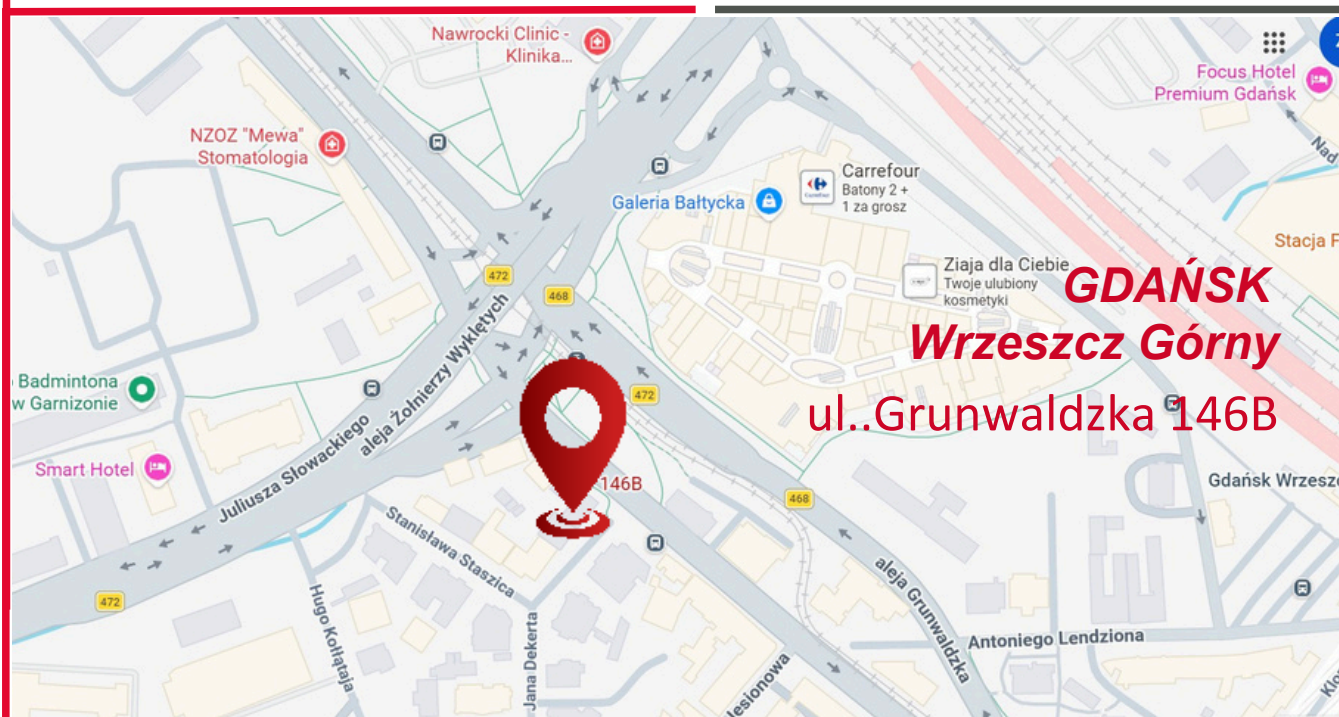 Nawrocki Clinic -
Klinika...
Focus Hotel
Premium Gdańsk
NZOZ "Mewa"
Stomatologia
Carrefour
Batony 2 +
1 za grosz
Galeria Bałtycka
Stacja
Ziaja dla Ciebie
Twoje ulubiony
kosmetyki
GDAŃSK
Wrzeszcz Górny
ul..Grunwaldzka 146B
472
468
472
Badmintona
w Garnizonie
Juliusza Słowackiego
aleja Żołnierzy Wyklętych
Smart Hotel
146B
468
Gdańsk Wrzeszc
Stanisława Staszica
aleja Grunwaldzka
472
Hugo Kołłątaja
Jana Dekerta
Antoniego Lendziona